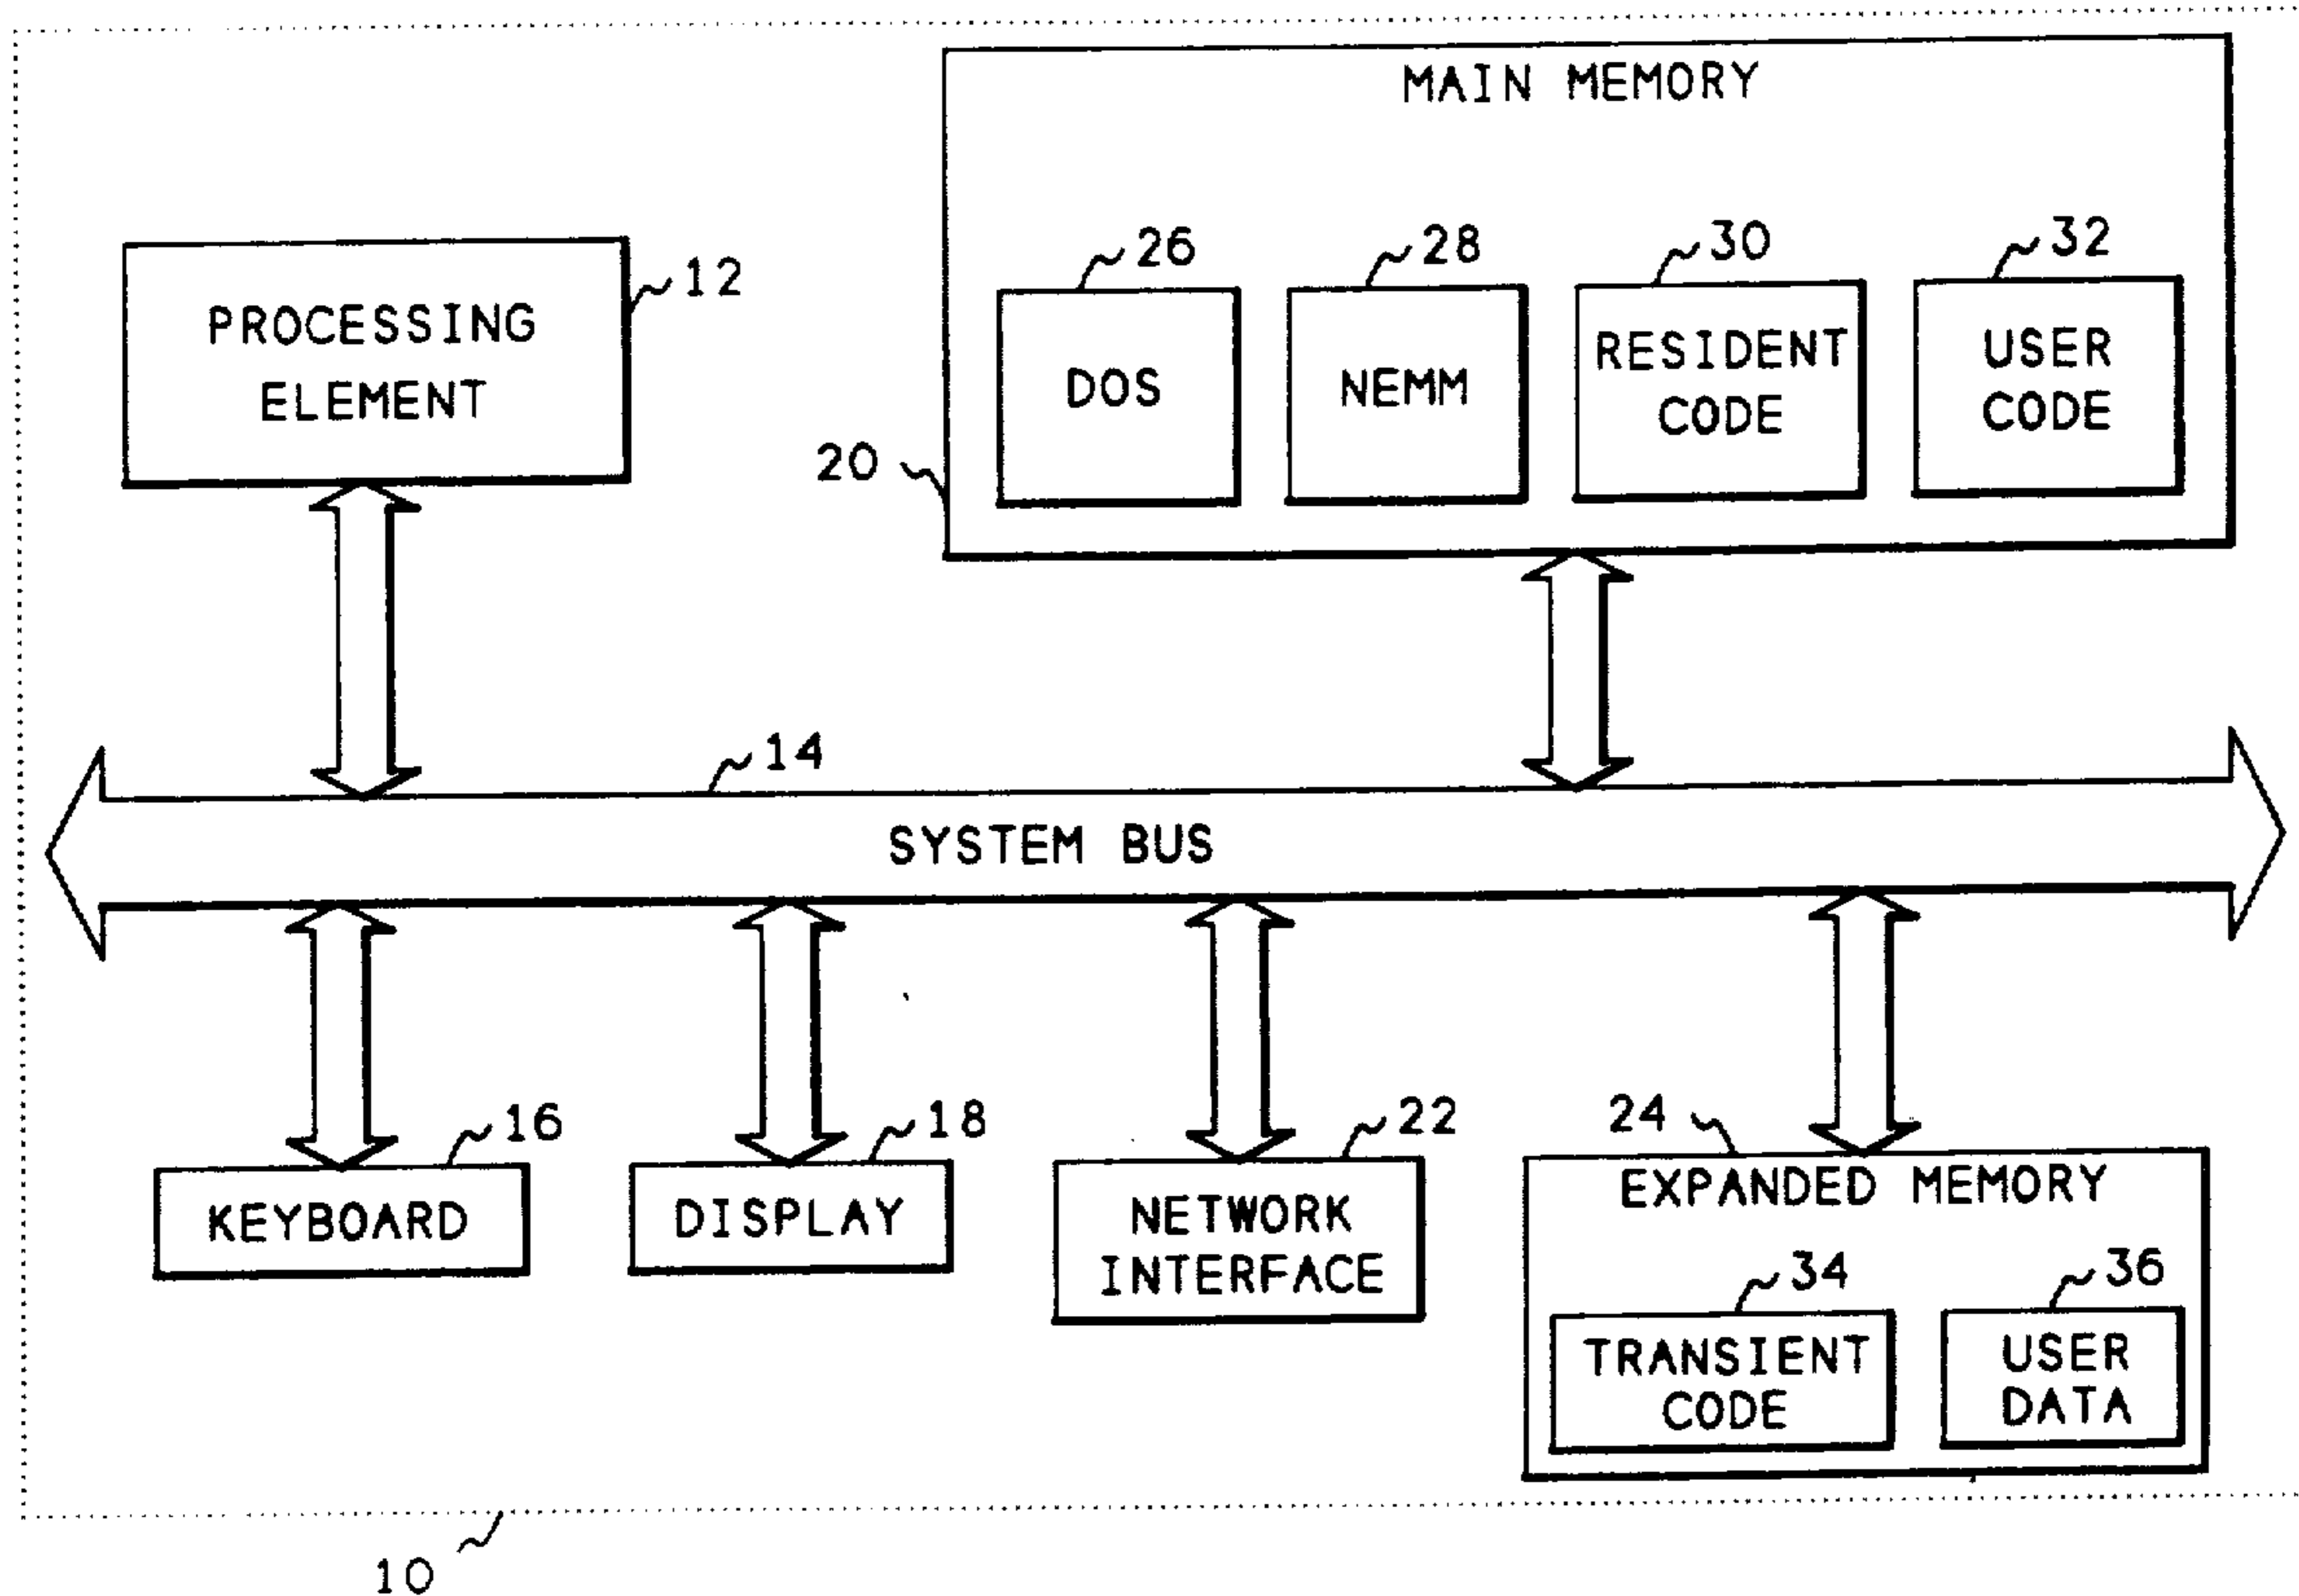 MAIN MEMORY
26
28
30
32
12
PROCESSING
ELEMENT
DOS
NEMM
RESIDENT
CODE
USER
CODE
20
14
SYSTEM BUS
16
18
22
24
KEYBOARD
DISPLAY
NETWORK
INTERFACE
EXPANDED MEMORY
34
36
TRANSIENT
CODE
USER
DATA
10